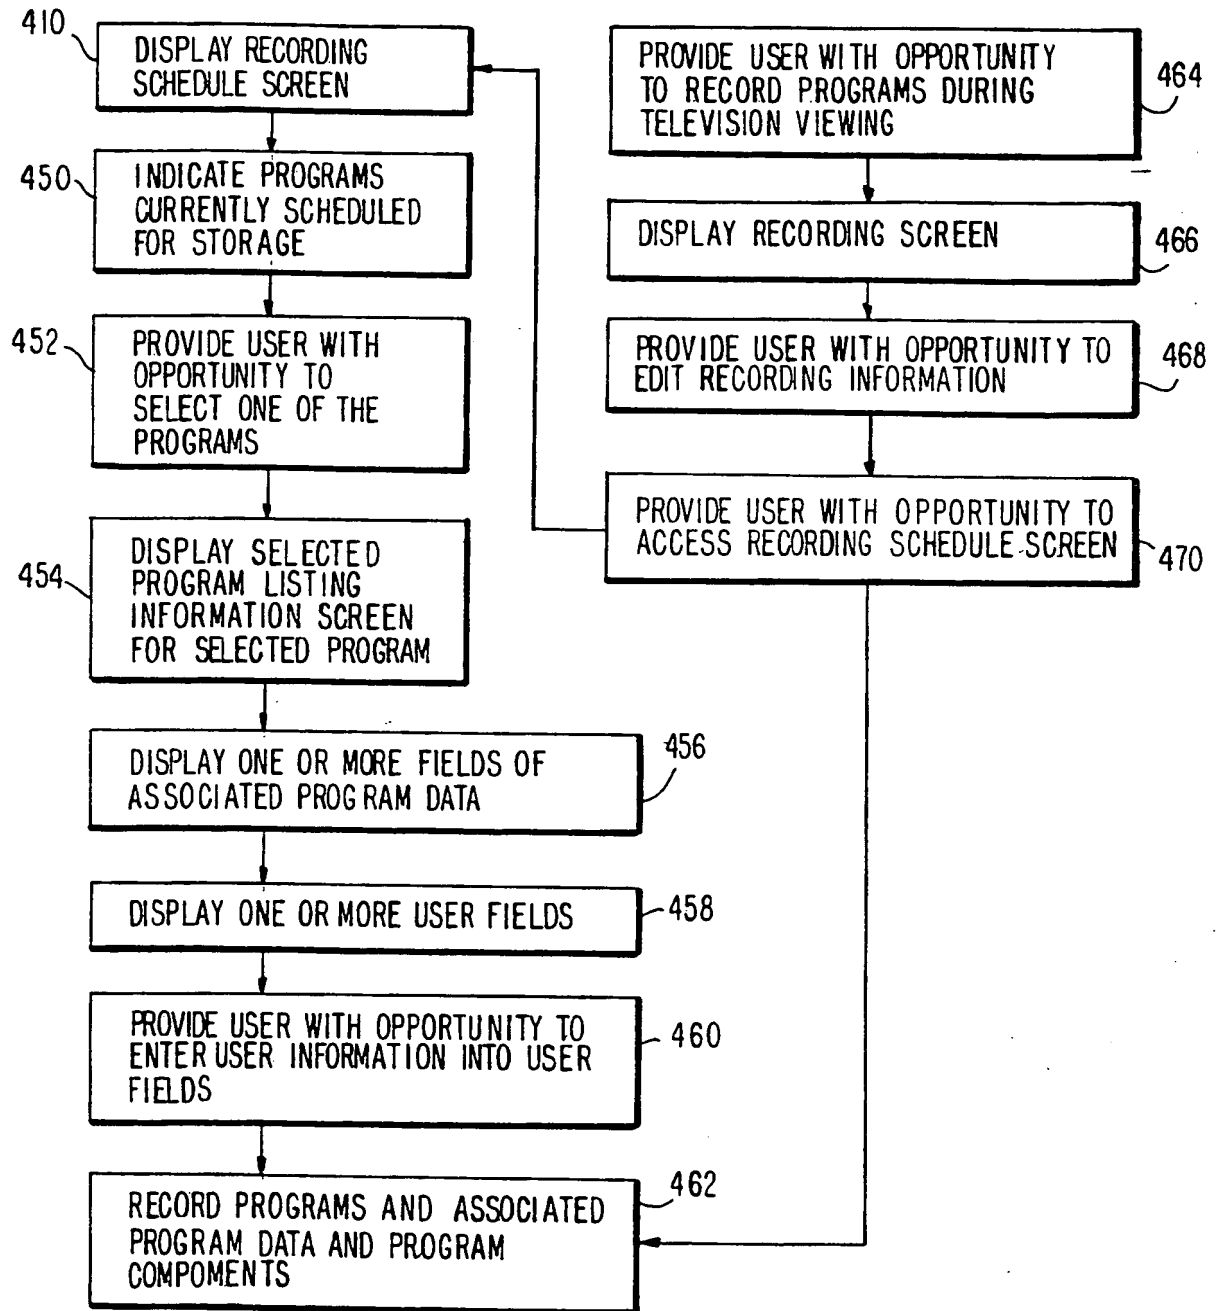 410
DISPLAY RECORDING
SCHEDULE SCREEN
450
INDICATE PROGRAMS
CURRENTLY SCHEDULED
FOR STORAGE
452
PROVIDE USER WITH
OPPORTUNITY TO
SELECT ONE OF THE
PROGRAMS
454
DISPLAY SELECTED
PROGRAM LISTING
INFORMATION SCREEN
FOR SELECTED PROGRAM
DISPLAY ONE OR MORE FIELDS OF
ASSOCIATED PROGRAM DATA
456
DISPLAY ONE OR MORE USER FIELDS
458
PROVIDE USER WITH OPPORTUNITY TO
ENTER USER INFORMATION INTO USER
FIELDS
460
RECORD PROGRAMS AND ASSOCIATED
PROGRAM DATA AND PROGRAM
COMPOMENTS
462
PROVIDE USER WITH OPPORTUNITY
TO RECORD PROGRAMS DURING
TELEVISION VIEWING
464
DISPLAY RECORDING SCREEN
466
PROVIDE USER WITH OPPORTUNITY TO
EDIT RECORDING INFORMATION
468
PROVIDE USER WITH OPPORTUNITY TO
ACCESS RECORDING SCHEDULE SCREEN
470